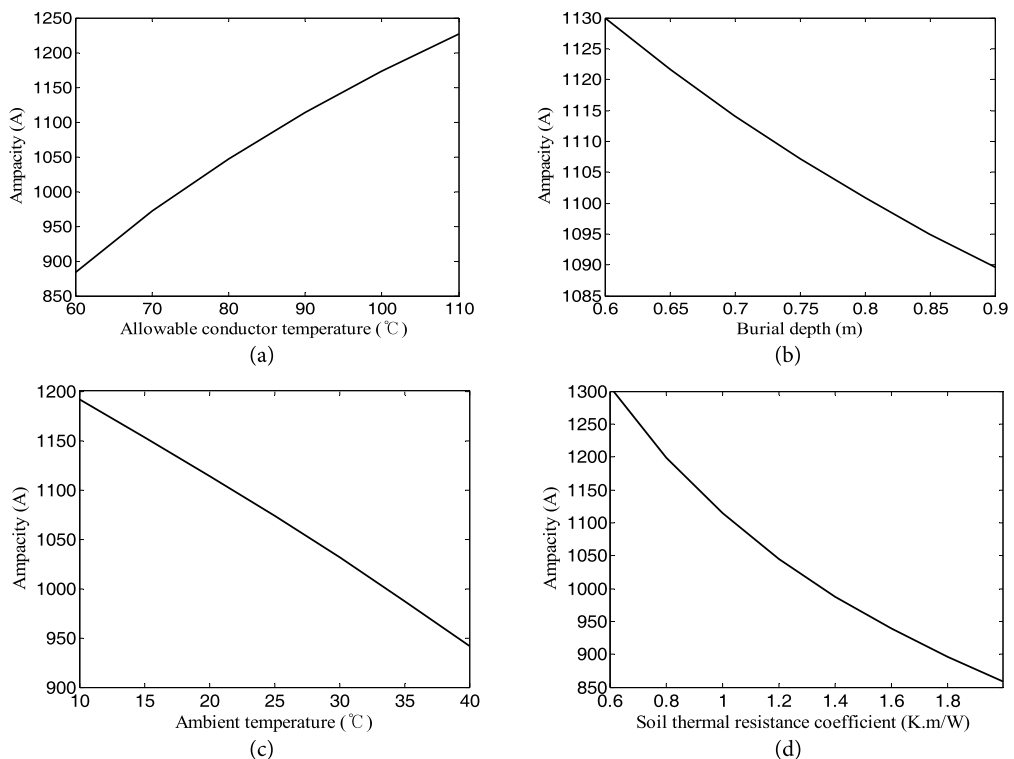 1250
1200
1150
1100
1050
1000
950
900
850
Ampacity (A)
60 70 80 90 100 110
Allowable conductor temperature (℃)
(a)
1130
1125
1120
1115
1110
1105
1100
1095
1090
1085
Ampacity (A)
0.6 0.65 0.7 0.75 0.8 0.85 0.9
Burial depth (m)
(b)
1200
1150
1100
1050
1000
950
900
Ampacity (A)
10 15 20 25 30 35 40
Ambient temperature (℃)
(c)
1300
1250
1200
1150
1100
1050
1000
950
900
850
Ampacity (A)
0.6 0.8 1 1.2 1.4 1.6 1.8
Soil thermal resistance coefficient (K.m/W)
(d)